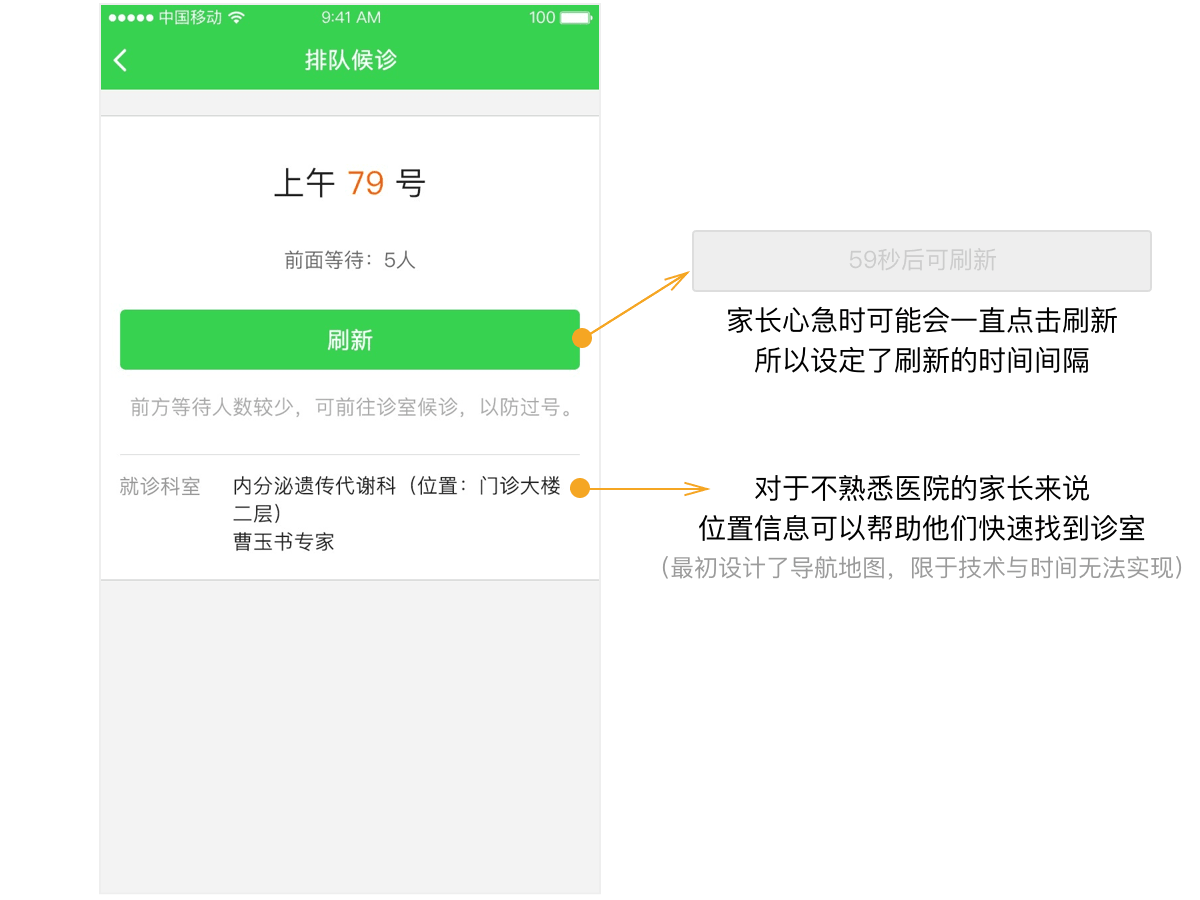 中国移动 9:41 AM 100
排队候诊
上午 79 号
前面等待：5人
刷新
前方等待人数较少，可前往诊室候诊，以防过号。
就诊科室 内分泌遗传代谢科（位置：门诊大楼
二层）
曹玉书专家
59秒后可刷新
家长心急时可能会一直点击刷新
所以设定了刷新的时间间隔
对于不熟悉医院的家长来说
位置信息可以帮助他们快速找到诊室
（最初设计了导航地图，限于技术与时间无法实现）